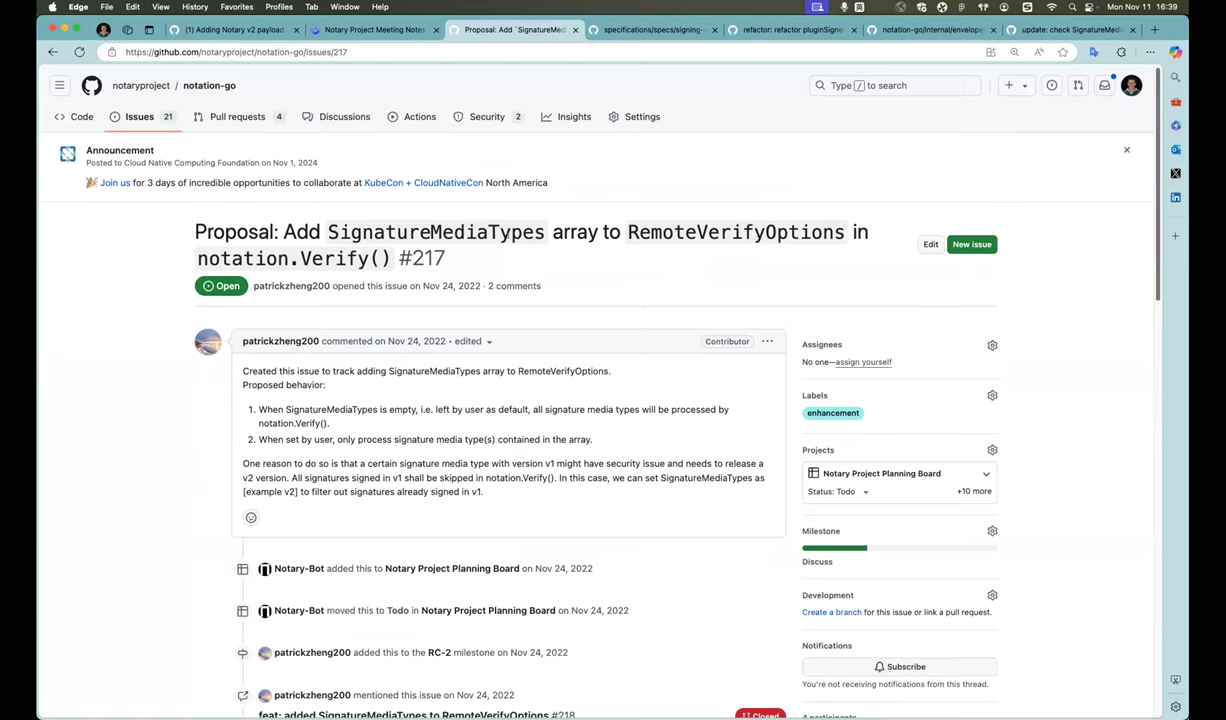 Edge File Edit View History Favorites Profiles Tab Window Help Mon Nov 11 16:39
(1) Adding Notary v2 payload
Notary Project Meeting Notes
Proposal: Add `SignatureMedi
specifications/specs/signing-
refactor: refactor pluginSigner
notation-go/internal/envelope
update: check SignatureMedi
https://github.com/notaryproject/notation-go/issues/217
notaryproject / notation-go
Type / to search
Code Issues 21 Pull requests 4 Discussions Actions Security 2 Insights Settings
Announcement
Posted to Cloud Native Computing Foundation on Nov 1, 2024
🎉 Join us for 3 days of incredible opportunities to collaborate at KubeCon + CloudNativeCon North America
Proposal: Add SignatureMediaTypes array to RemoteVerifyOptions in
notation.Verify() #217
Edit New issue
Open patrickzheng200 opened this issue on Nov 24, 2022 · 2 comments
patrickzheng200 commented on Nov 24, 2022 • edited
Contributor
Created this issue to track adding SignatureMediaTypes array to RemoteVerifyOptions.
Proposed behavior:
1. When SignatureMediaTypes is empty, i.e. left by user as default, all signature media types will be processed by
notation.Verify().
2. When set by user, only process signature media type(s) contained in the array.
One reason to do so is that a certain signature media type with version v1 might have security issue and needs to release a
v2 version. All signatures signed in v1 shall be skipped in notation.Verify(). In this case, we can set SignatureMediaTypes as
[example v2] to filter out signatures already signed in v1.
Notary-Bot added this to Notary Project Planning Board on Nov 24, 2022
Notary-Bot moved this to Todo in Notary Project Planning Board on Nov 24, 2022
patrickzheng200 added this to the RC-2 milestone on Nov 24, 2022
patrickzheng200 mentioned this issue on Nov 24, 2022
feat: added SignatureMediaTypes to RemoteVerifyOptions #218
Closed
Assignees
No one—assign yourself
Labels
enhancement
Projects
Notary Project Planning Board
Status: Todo +10 more
Milestone
Discuss
Development
Create a branch for this issue or link a pull request.
Notifications
Subscribe
You're not receiving notifications from this thread.
4 participants